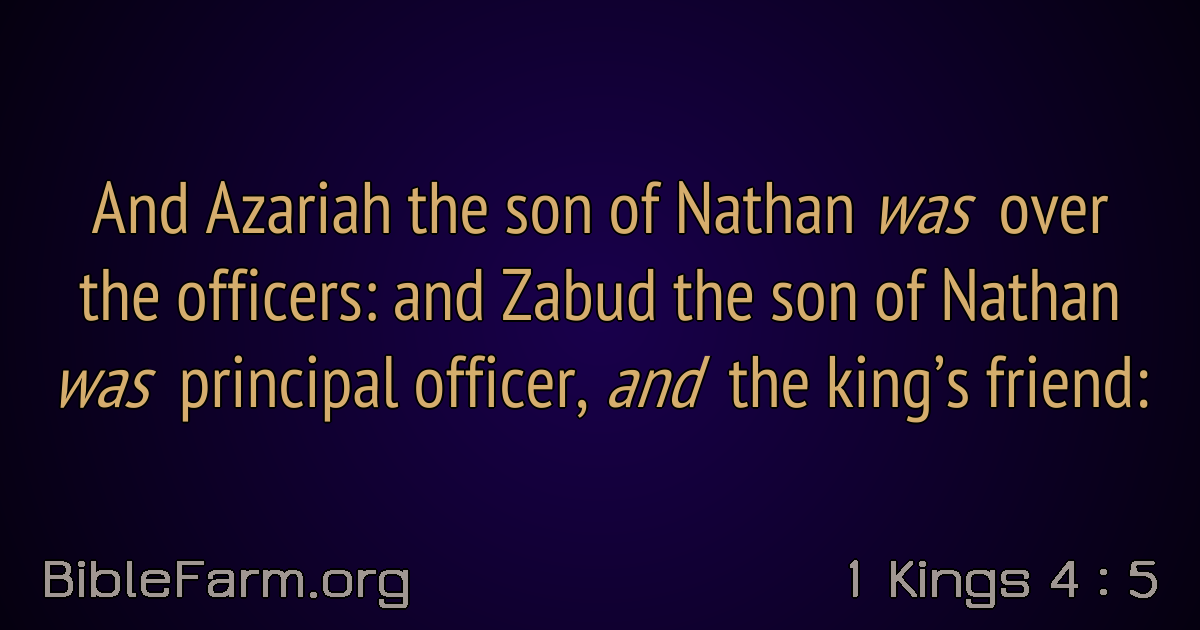 And Azariah the son of Nathan was over
the officers: and Zabud the son of Nathan
was principal officer, and the king’s friend:
BibleFarm.org
1 Kings 4 : 5